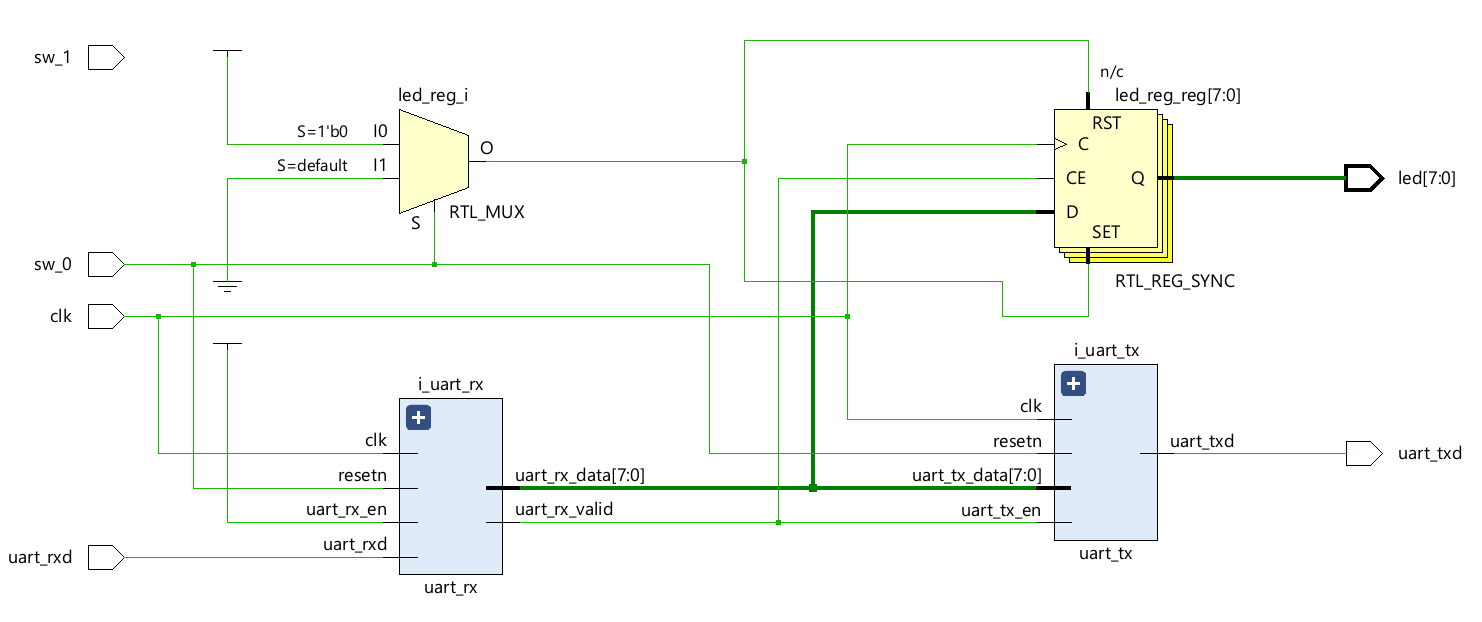 sw_1
led_reg_i
S=1'b0 I0
S=default I1
O
S
RTL_MUX
n/c
led_reg_reg[7:0]
RST
C
CE
Q
D
SET
RTL_REG_SYNC
led[7:0]
sw_0
clk
i_uart_rx
clk
resetn
uart_rx_en
uart_rxd
uart_rx_data[7:0]
uart_rx_valid
uart_rx
uart_rxd
i_uart_tx
clk
resetn
uart_tx_data[7:0]
uart_tx_en
uart_txd
uart_tx
uart_txd